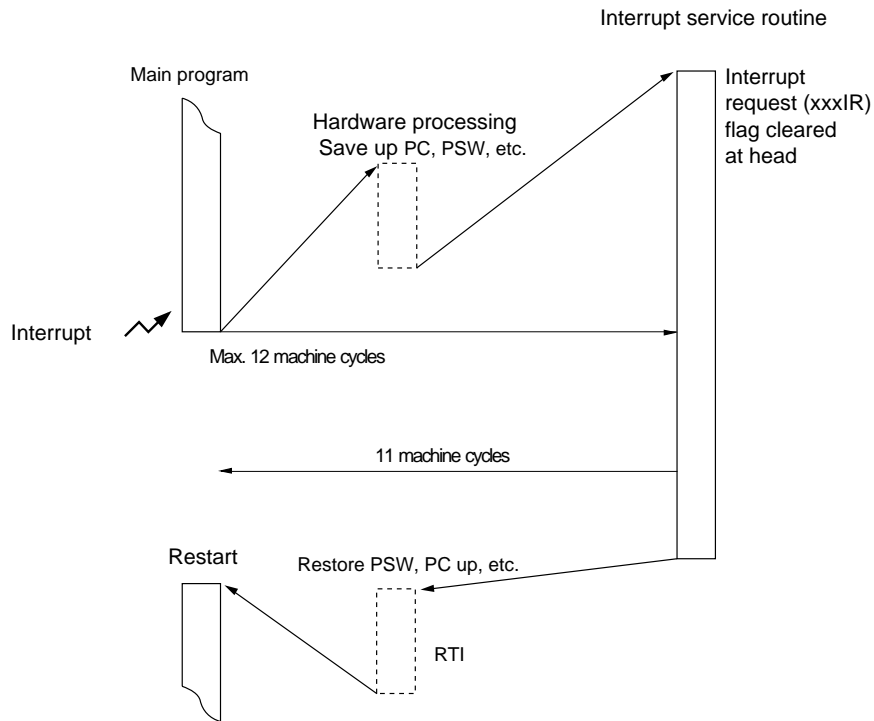 Interrupt service routine
Main program
Hardware processing
Save up PC, PSW, etc.
Interrupt
request (xxxIR)
flag cleared
at head
Interrupt
Max. 12 machine cycles
11 machine cycles
Restart
Restore PSW, PC up, etc.
RTI